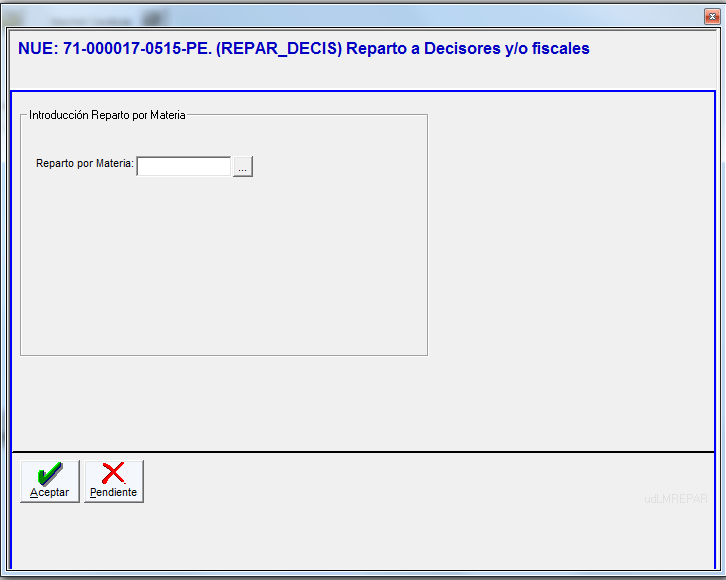 NUE: 71-000017-0515-PE. (REPAR_DECIS) Reparto a Decisores y/o fiscales
Introducción Reparto por Materia
Reparto por Materia: ...
Aceptar Pendiente
udLMREPAR